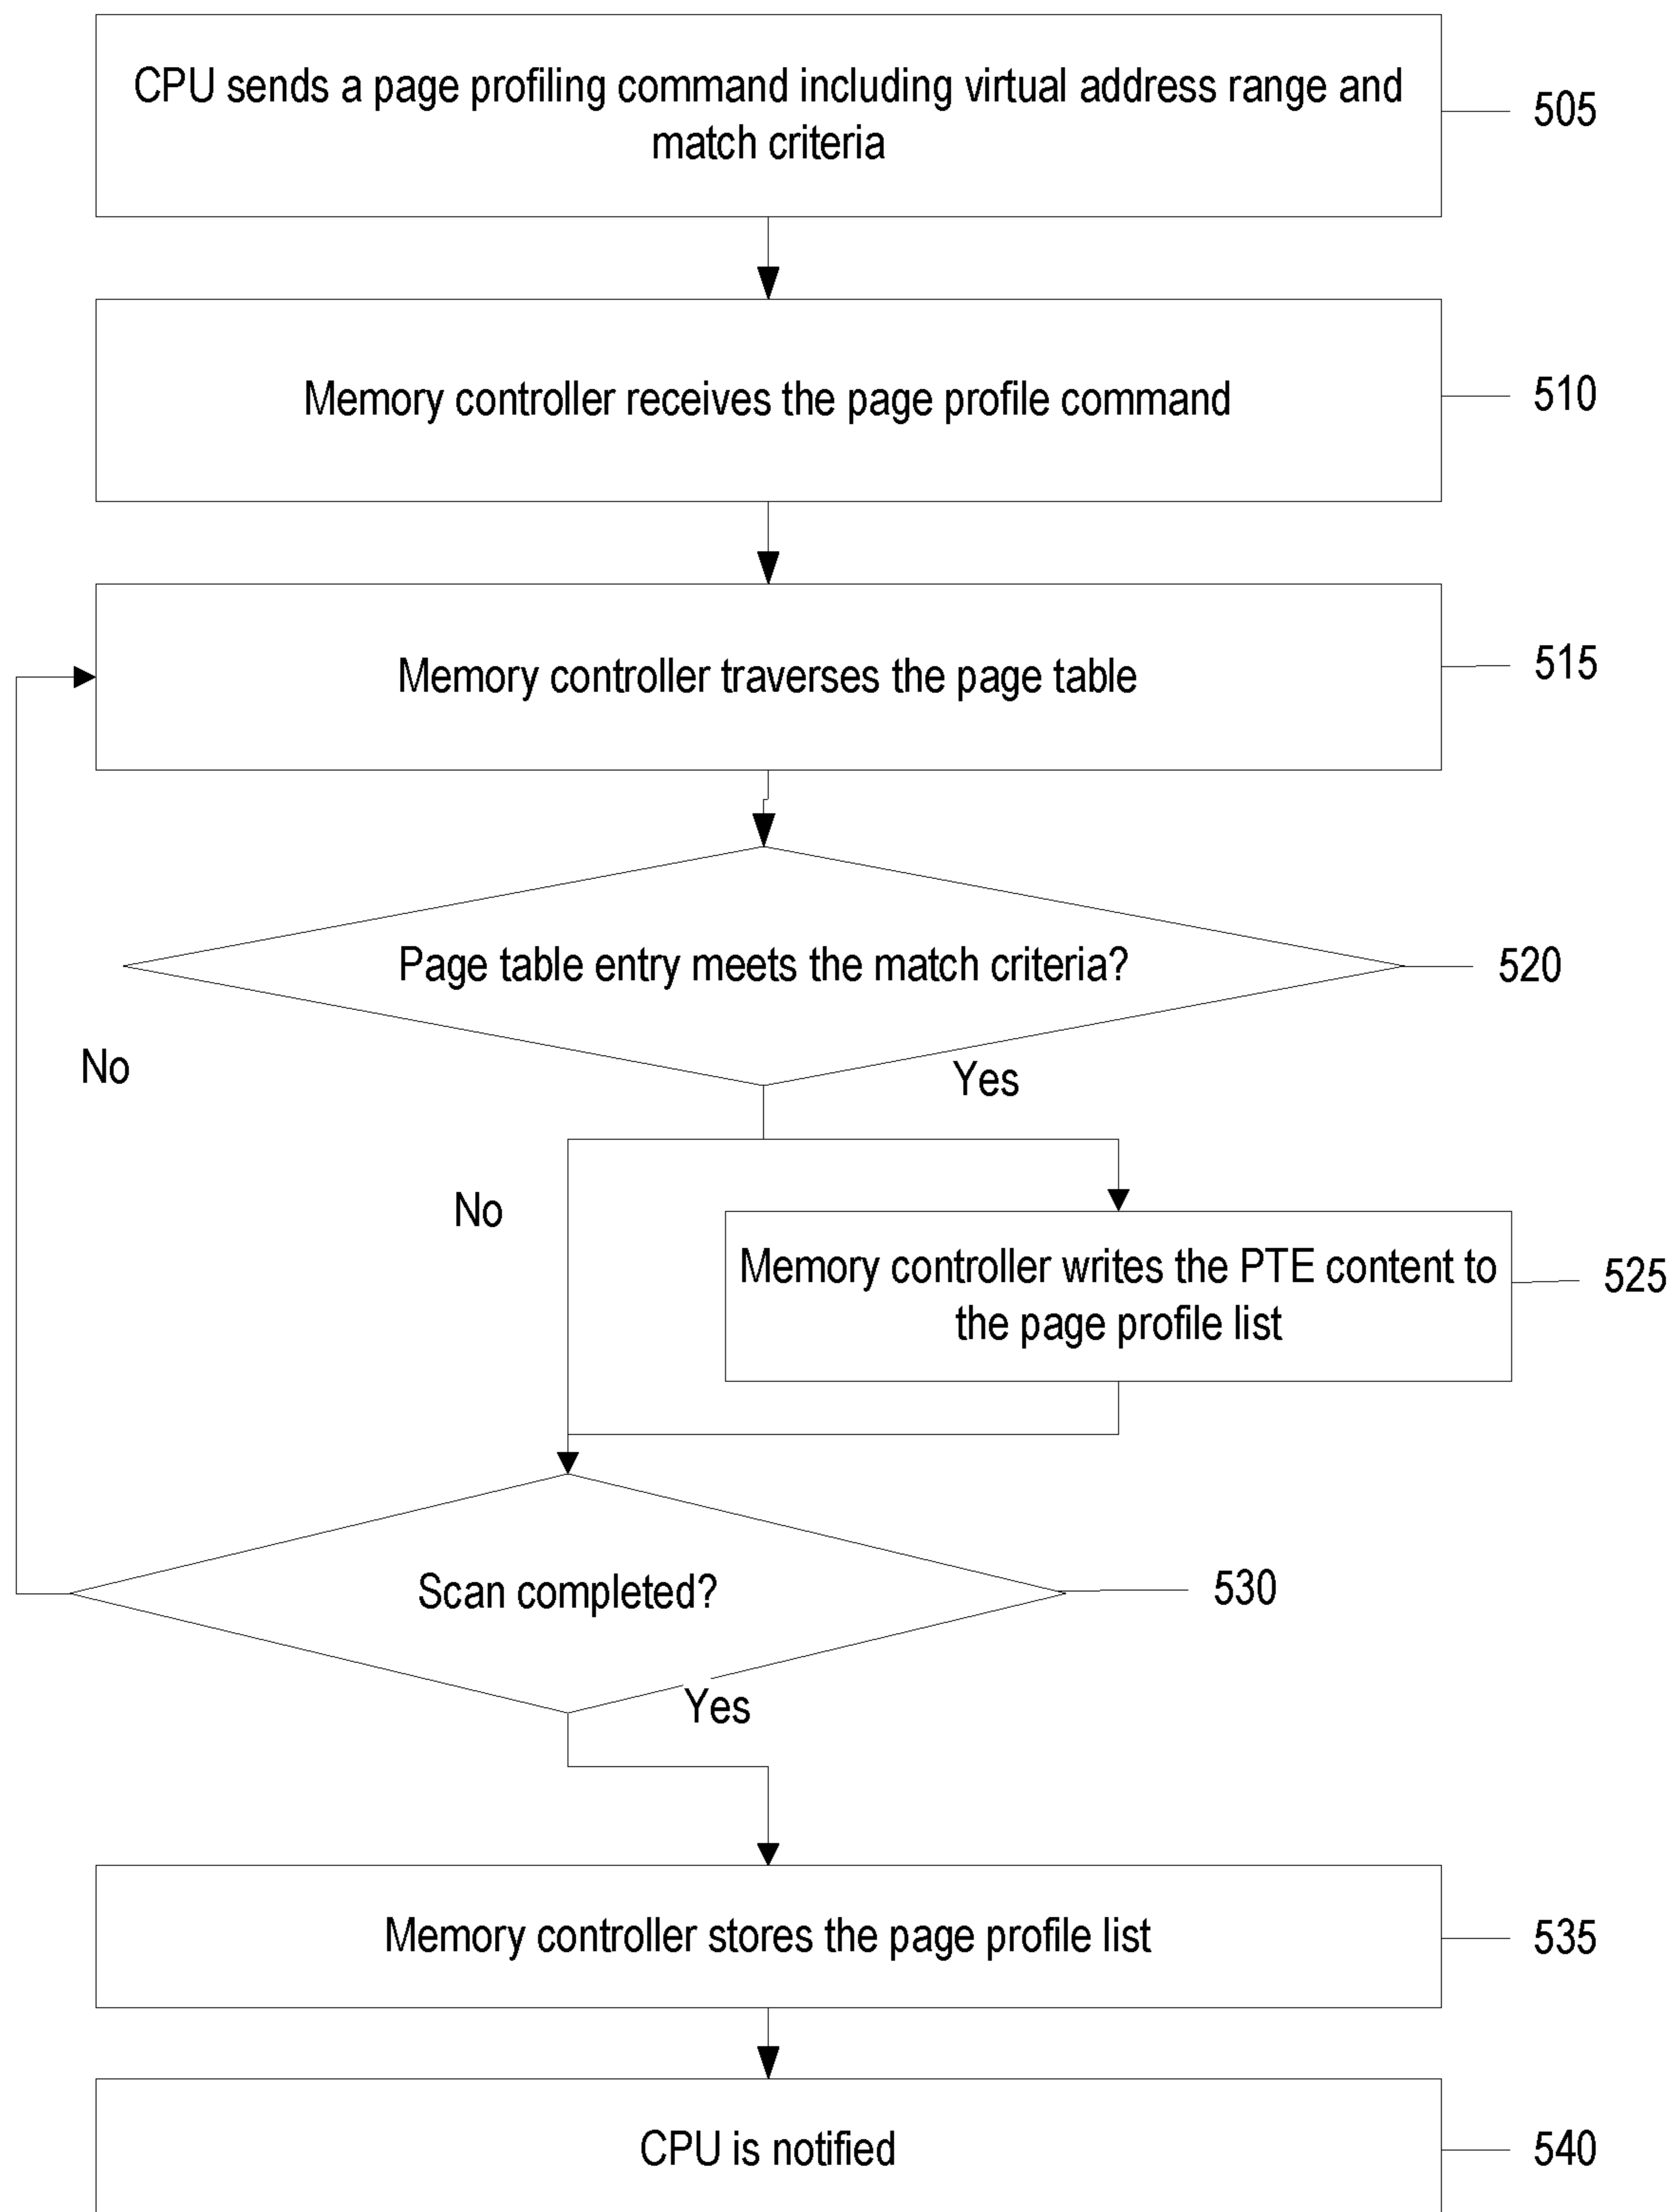 CPU sends a page profiling command including virtual address range and
match criteria
505
Memory controller receives the page profile command
510
Memory controller traverses the page table
515
Page table entry meets the match criteria?
520
No
Yes
No
Memory controller writes the PTE content to
the page profile list
525
Scan completed?
530
Yes
Memory controller stores the page profile list
535
CPU is notified
540